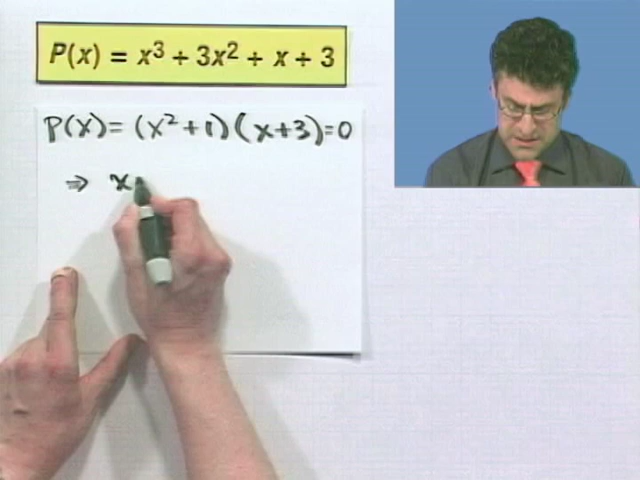 P(x) = x³ + 3x² + x + 3
P(x) = (x² + 1)(x + 3) = 0
⇒ x